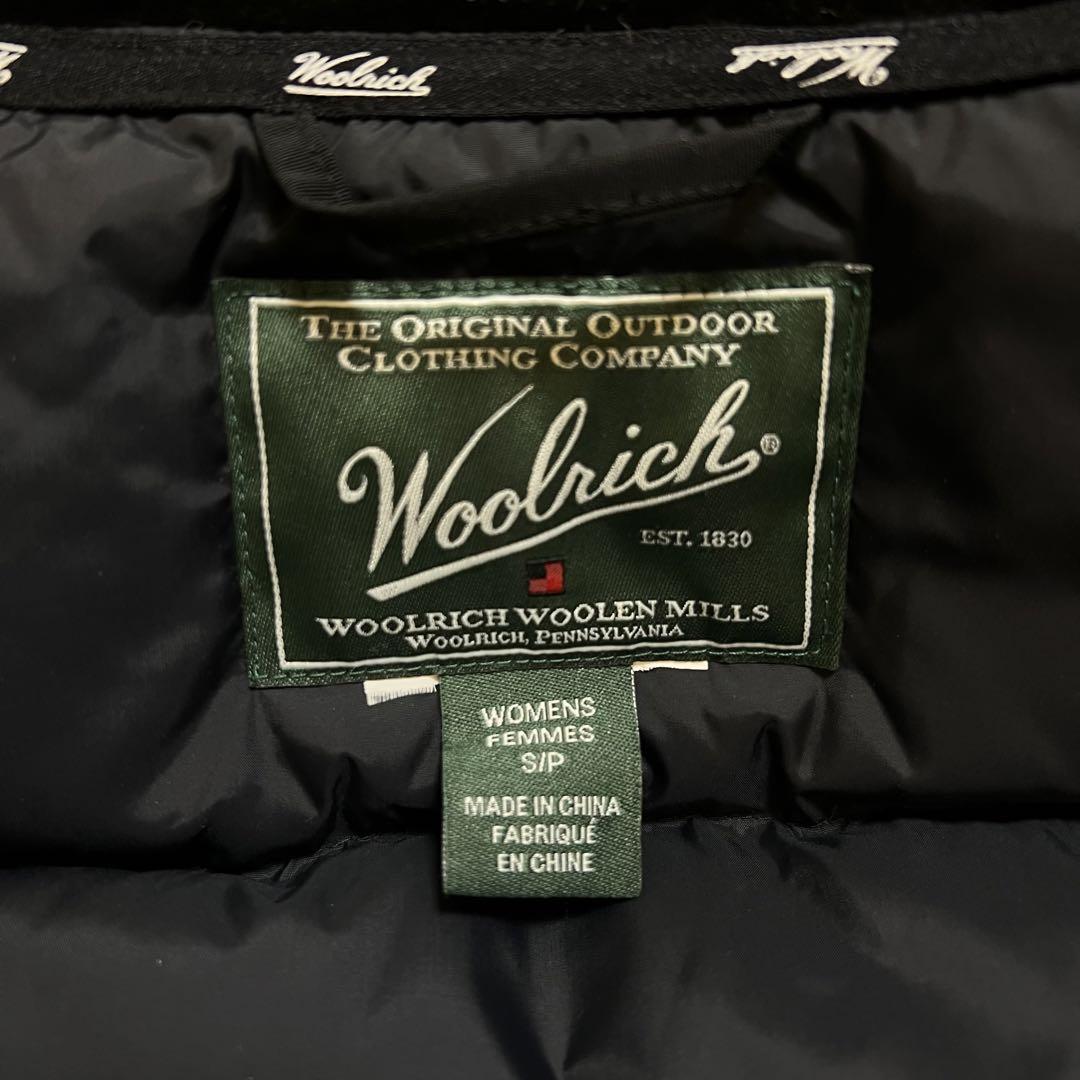 Woolrich
Woolrich
THE ORIGINAL OUTDOOR
CLOTHING COMPANY
Woolrich®
EST. 1830
WOOLRICH WOOLEN MILLS
WOOLRICH, PENNSYLVANIA
WOMENS
FEMMES
S/P
MADE IN CHINA
FABRIQUÉ
EN CHINE